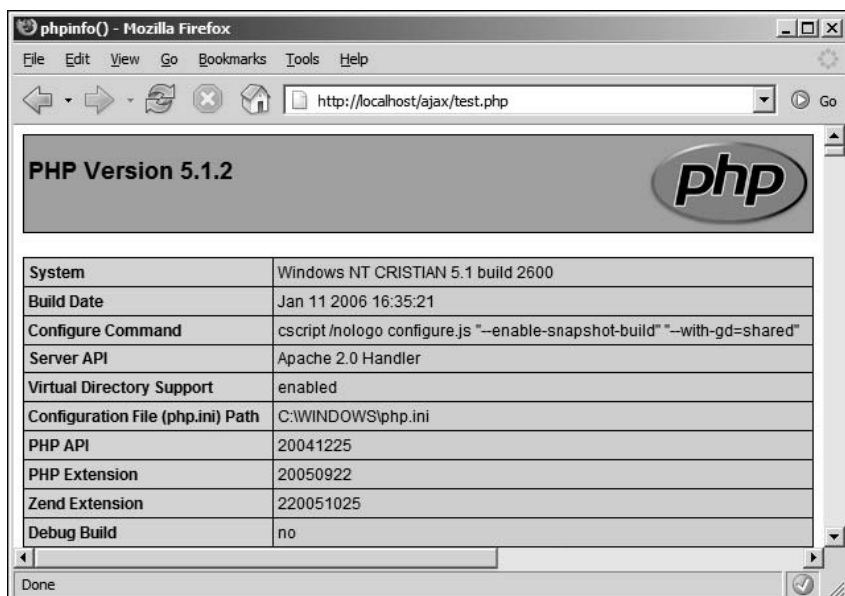 phpinfo() - Mozilla Firefox
File Edit View Go Bookmarks Tools Help
http://localhost/ajax/test.php Go
PHP Version 5.1.2
php
System Windows NT CRISTIAN 5.1 build 2600
Build Date Jan 11 2006 16:35:21
Configure Command cscript /nologo configure.js "--enable-snapshot-build" "--with-gd=shared"
Server API Apache 2.0 Handler
Virtual Directory Support enabled
Configuration File (php.ini) Path C:\WINDOWS\php.ini
PHP API 20041225
PHP Extension 20050922
Zend Extension 220051025
Debug Build no
Done